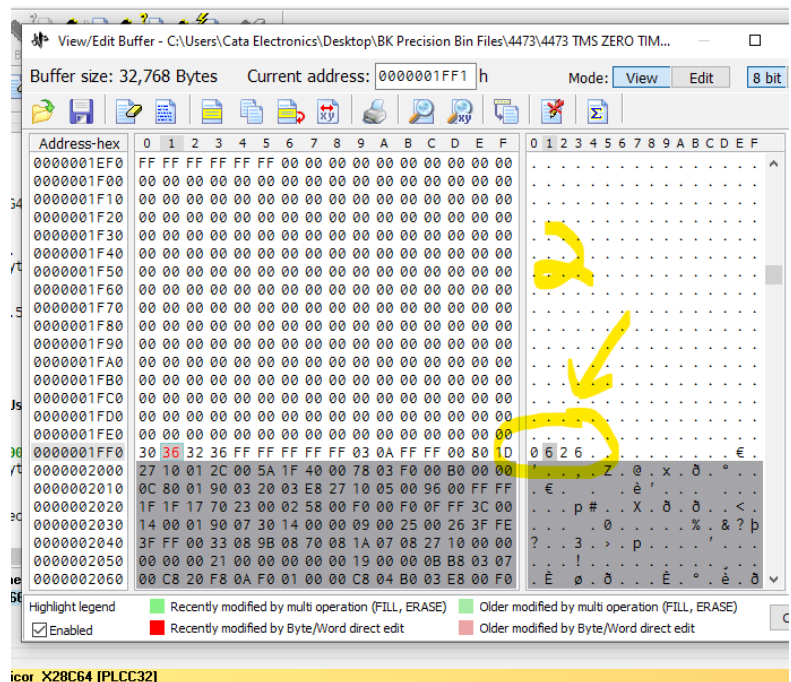 View/Edit Buffer - C:\Users\Cata Electronics\Desktop\BK Precision Bin Files\4473\4473 TMS ZERO TIM...
Buffer size: 32,768 Bytes Current address: 0000001FF1 h Mode: View Edit 8 bit
Address-hex 0 1 2 3 4 5 6 7 8 9 A B C D E F 0 1 2 3 4 5 6 7 8 9 A B C D E F
0000001EF0 FF FF FF FF FF FF 00 00 00 00 00 00 00 00 00 00 . . . . . . . . . . . . . . . .
0000001F00 00 00 00 00 00 00 00 00 00 00 00 00 00 00 00 00 . . . . . . . . . . . . . . . .
0000001F10 00 00 00 00 00 00 00 00 00 00 00 00 00 00 00 00 . . . . . . . . . . . . . . . .
0000001F20 00 00 00 00 00 00 00 00 00 00 00 00 00 00 00 00 . . . . . . . . . . . . . . . .
0000001F30 00 00 00 00 00 00 00 00 00 00 00 00 00 00 00 00 . . . . . . . . . . . . . . . .
0000001F40 00 00 00 00 00 00 00 00 00 00 00 00 00 00 00 00 . . . . . . . . . . . . . . . .
0000001F50 00 00 00 00 00 00 00 00 00 00 00 00 00 00 00 00 . . . . . . . . . . . . . . . .
0000001F60 00 00 00 00 00 00 00 00 00 00 00 00 00 00 00 00 . . . . . . . . . . . . . . . .
0000001F70 00 00 00 00 00 00 00 00 00 00 00 00 00 00 00 00 . . . . . . . . . . . . . . . .
0000001F80 00 00 00 00 00 00 00 00 00 00 00 00 00 00 00 00 . . . . . . . . . . . . . . . .
0000001F90 00 00 00 00 00 00 00 00 00 00 00 00 00 00 00 00 . . . . . . . . . . . . . . . .
0000001FA0 00 00 00 00 00 00 00 00 00 00 00 00 00 00 00 00 . . . . . . . . . . . . . . . .
0000001FB0 00 00 00 00 00 00 00 00 00 00 00 00 00 00 00 00 . . . . . . . . . . . . . . . .
0000001FC0 00 00 00 00 00 00 00 00 00 00 00 00 00 00 00 00 . . . . . . . . . . . . . . . .
0000001FD0 00 00 00 00 00 00 00 00 00 00 00 00 00 00 00 00 . . . . . . . . . . . . . . . .
0000001FE0 00 00 00 00 00 00 00 00 00 00 00 00 00 00 00 00 . . . . . . . . . . . . . . . .
0000001FF0 30 36 32 36 FF FF FF FF FF 03 0A FF FF 00 80 1D 0 6 2 6 . . . . . . . . . . € .
0000002000 27 10 01 2C 00 5A 1F 40 00 78 03 F0 00 B0 00 00 ' . . , . Z . @ . x . ð . ° . .
0000002010 0C 80 01 90 03 20 03 E8 27 10 05 00 96 00 FF FF . € . . . . è ' . . . . . . .
0000002020 1F 1F 17 70 23 00 02 58 00 F0 00 F0 0F FF 3C 00 . . . p # . . X . ð . ð . . < .
0000002030 14 00 01 90 07 30 14 00 00 09 00 25 00 26 3F FE . . . . . 0 . . . . . % . & ? þ
0000002040 3F FF 00 33 08 9B 08 70 08 1A 07 08 27 10 00 00 ? . . 3 . › . p . . . . ' . . .
0000002050 00 00 00 21 00 00 00 00 00 19 00 00 0B B8 03 07 . . . ! . . . . . . . . . ¸ . .
0000002060 00 C8 20 F8 0A F0 01 00 00 C8 04 B0 03 E8 00 F0 . È ø . ð . . . È . ° . è . ð
2
Highlight legend Recently modified by multi operation (FILL, ERASE) Older modified by multi operation (FILL, ERASE)
Enabled Recently modified by Byte/Word direct edit Older modified by Byte/Word direct edit
icor X28C64 [PLCC32]